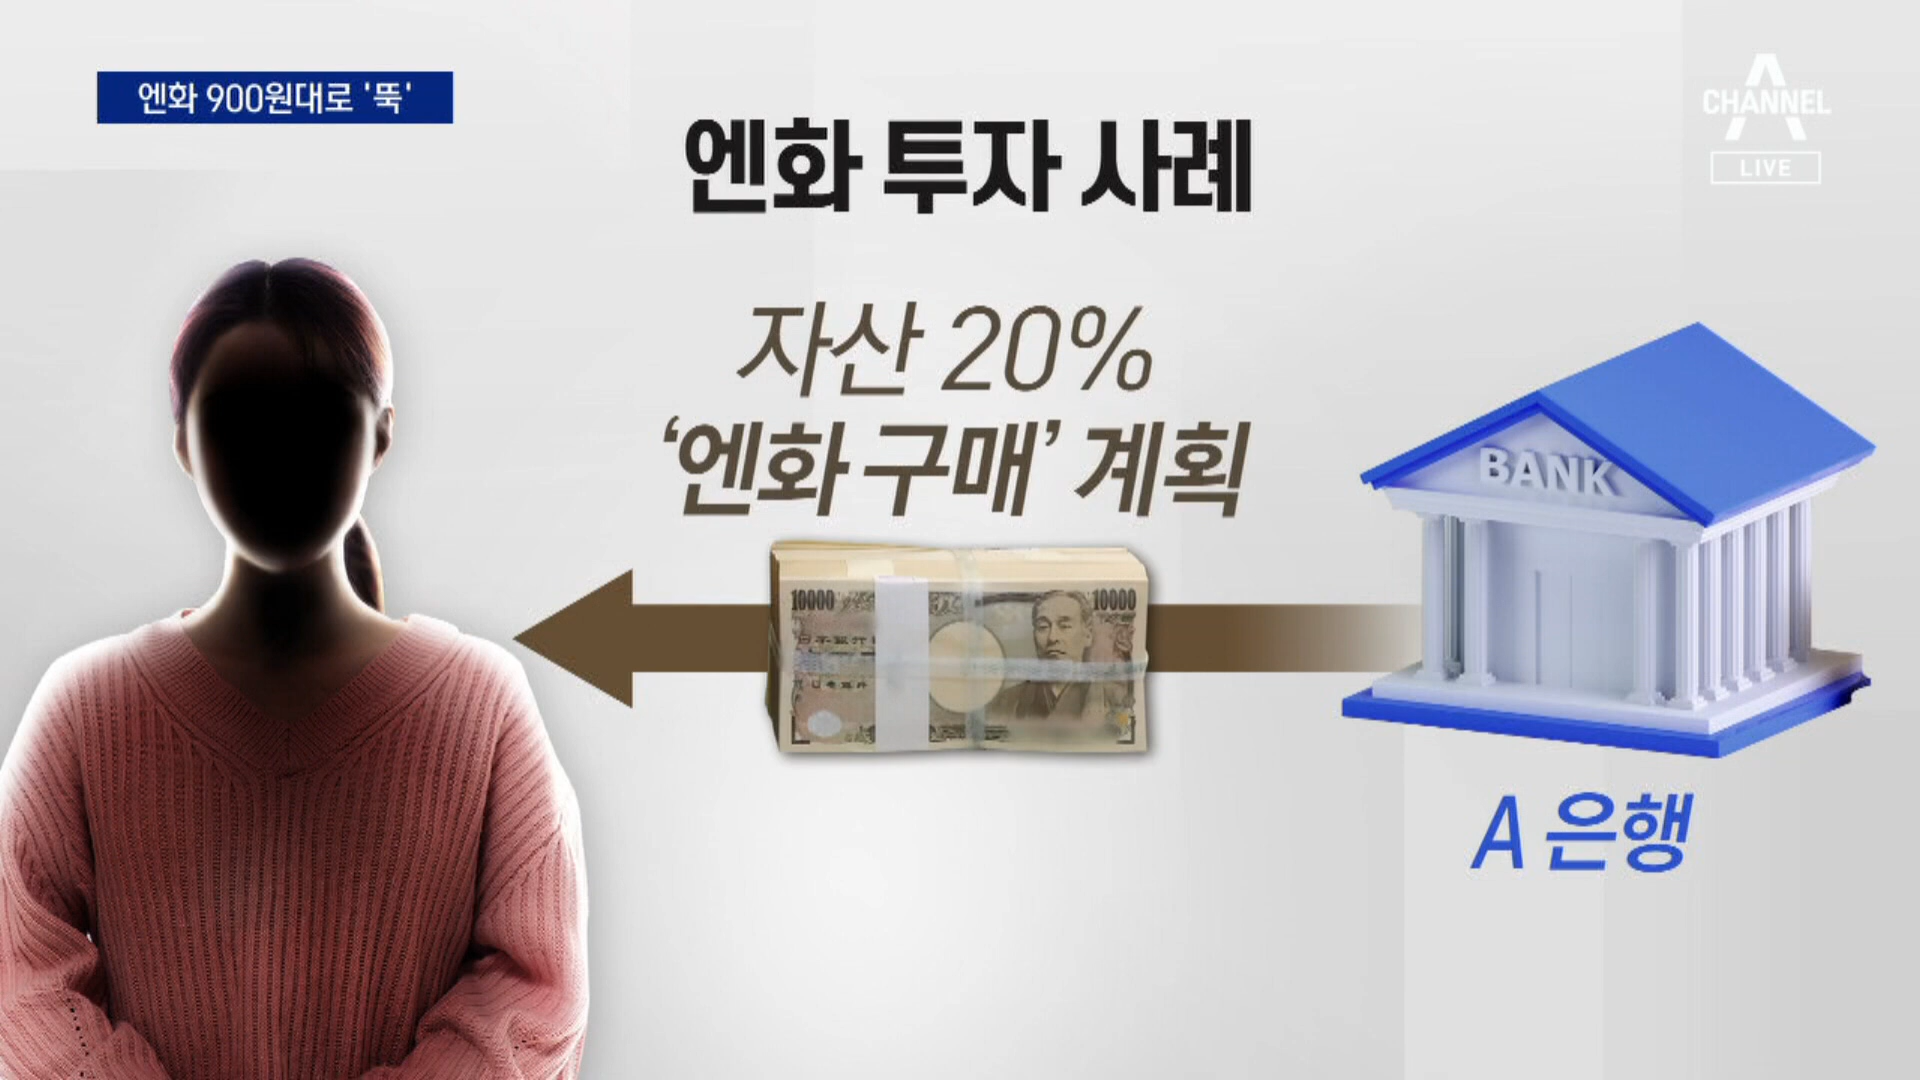 엔화 900원대로 '뚝'
CHANNEL A
LIVE
엔화 투자 사례
자산 20%
‘엔화 구매’ 계획
BANK
10000
10000
A 은행